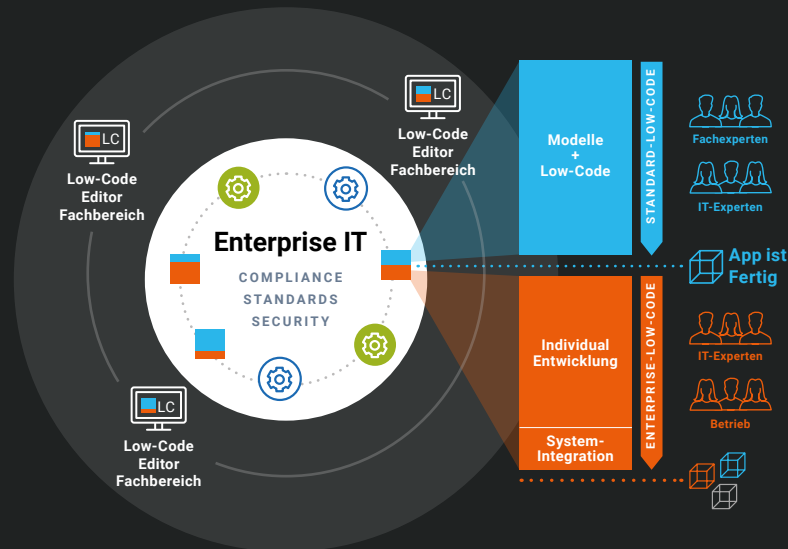 LC
Low-Code
Editor
Fachbereich
LC
Low-Code
Editor
Fachbereich
LC
Low-Code
Editor
Fachbereich
Enterprise IT
COMPLIANCE
STANDARDS
SECURITY
Modelle
+
Low-Code
STANDARD-LOW-CODE
Fachexperten
IT-Experten
App ist
Fertig
Individual
Entwicklung
System-
Integration
ENTERPRISE-LOW-CODE
IT-Experten
Betrieb